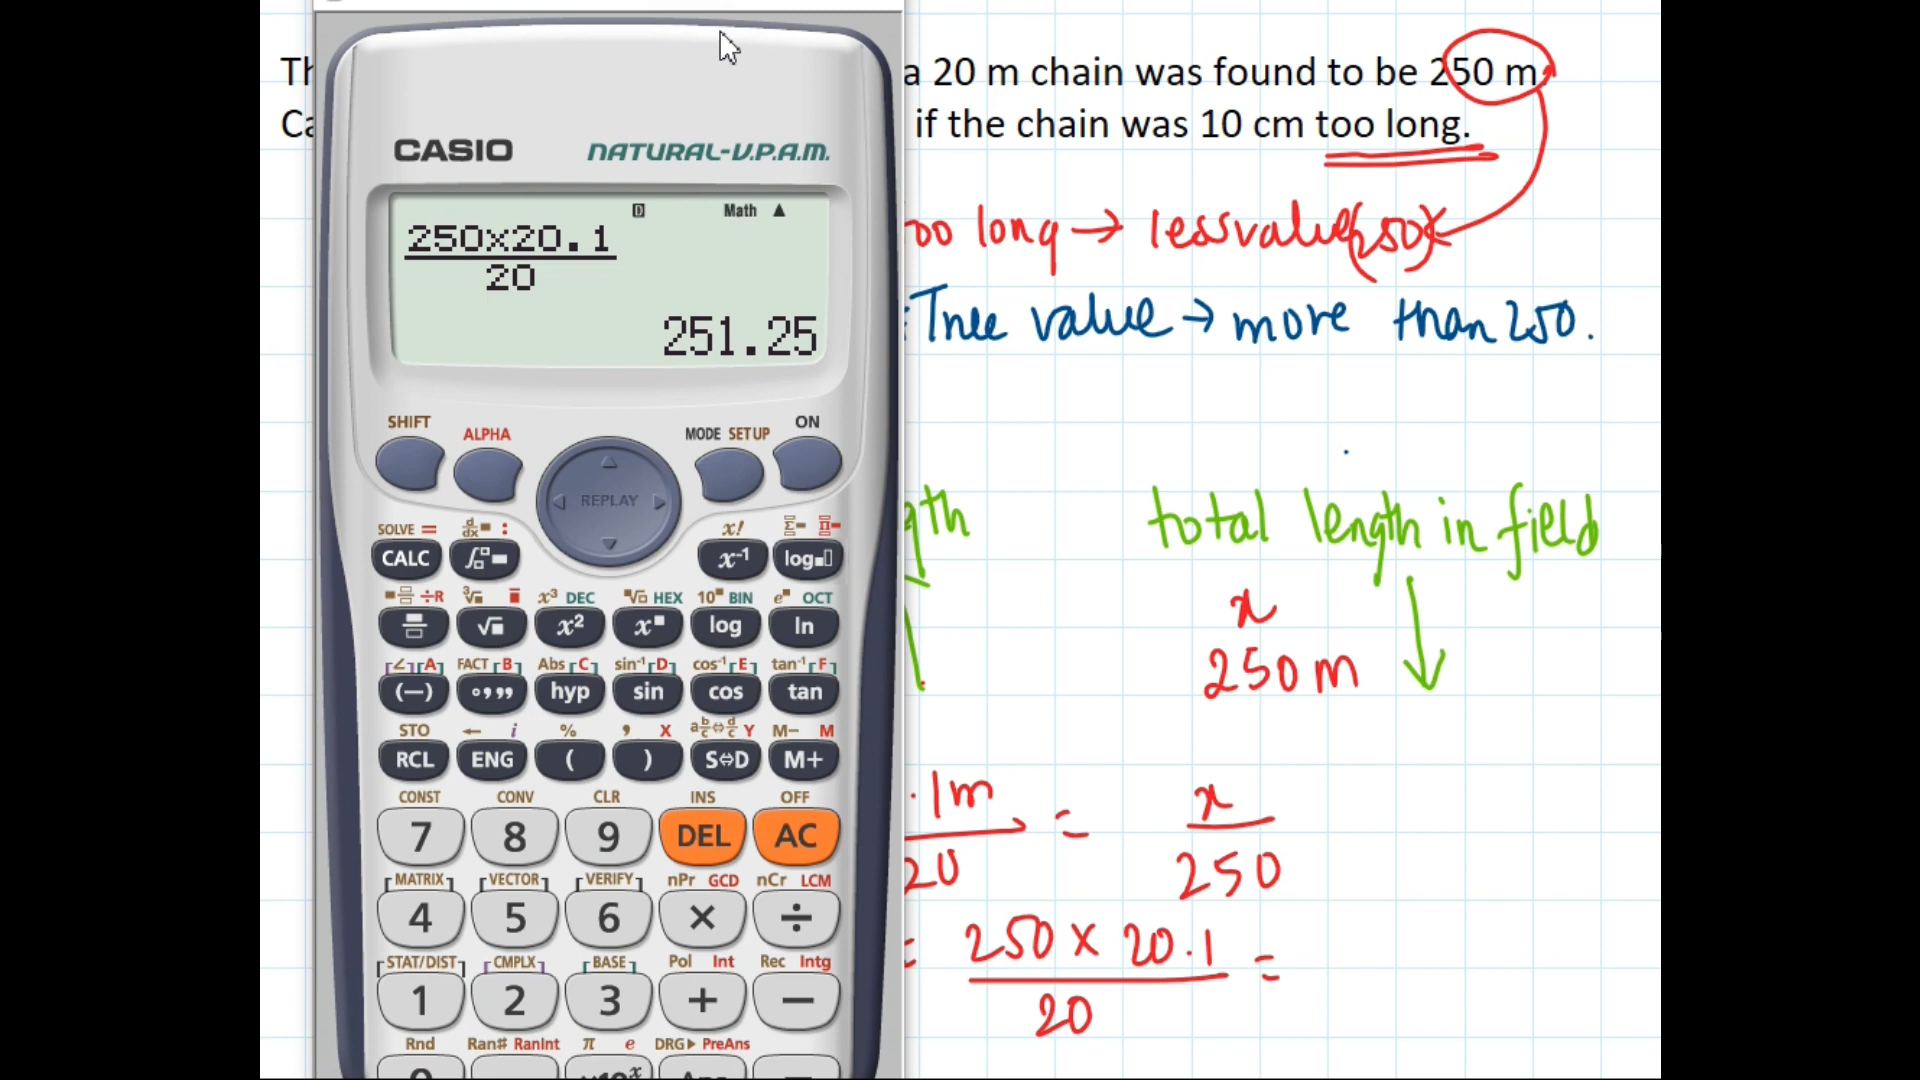 Th a 20 m chain was found to be 250 m.
Ca if the chain was 10 cm too long.
CASIO NATURAL-V.P.A.M.
D Math ▲
250×20.1
20
251.25
too long → less value (250)
True value → more than 250.
SHIFT ALPHA MODE SETUP ON
REPLAY
gth total length in field
SOLVE = d/dx : x! Σ Π
CALC ∫ x⁻¹ log
÷R ∛ x³ DEC √ HEX 10 BIN e OCT
√ x² x log ln
∠ A FACT B Abs C sin⁻¹ D cos⁻¹ E tan⁻¹ F
(−) °,,, hyp sin cos tan
x
250 m
STO ← i % , X a b/c ⇔ d/c Y M− M
RCL ENG ( ) S⇔D M+
CONST CONV CLR INS OFF
7 8 9 DEL AC
.1m = x
20 250
MATRIX VECTOR VERIFY nPr GCD nCr LCM
4 5 6 × ÷
= 250 × 20.1 =
20
STAT/DIST CMPLX BASE Pol Int Rec Intg
1 2 3 + −
Rnd Ran# RanInt π e DRG▶ PreAns